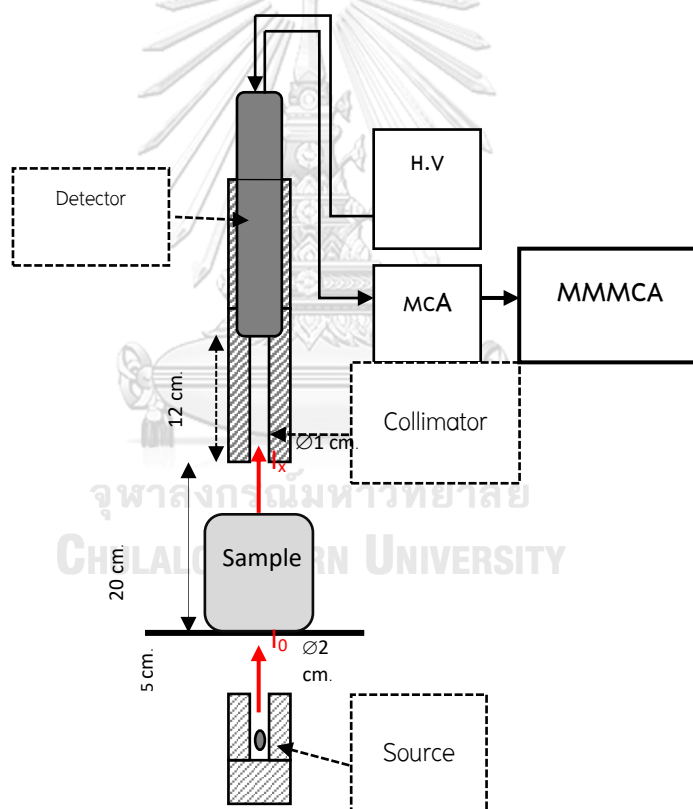 H.V
Detector
MCA
MMMCA
12 cm.
Collimator
∅1 cm.
Ix
จุฬาลงกรณ์มหาวิทยาลัย
Sample
CHULALONGKORN UNIVERSITY
20 cm.
I0
∅2
cm.
5 cm.
Source